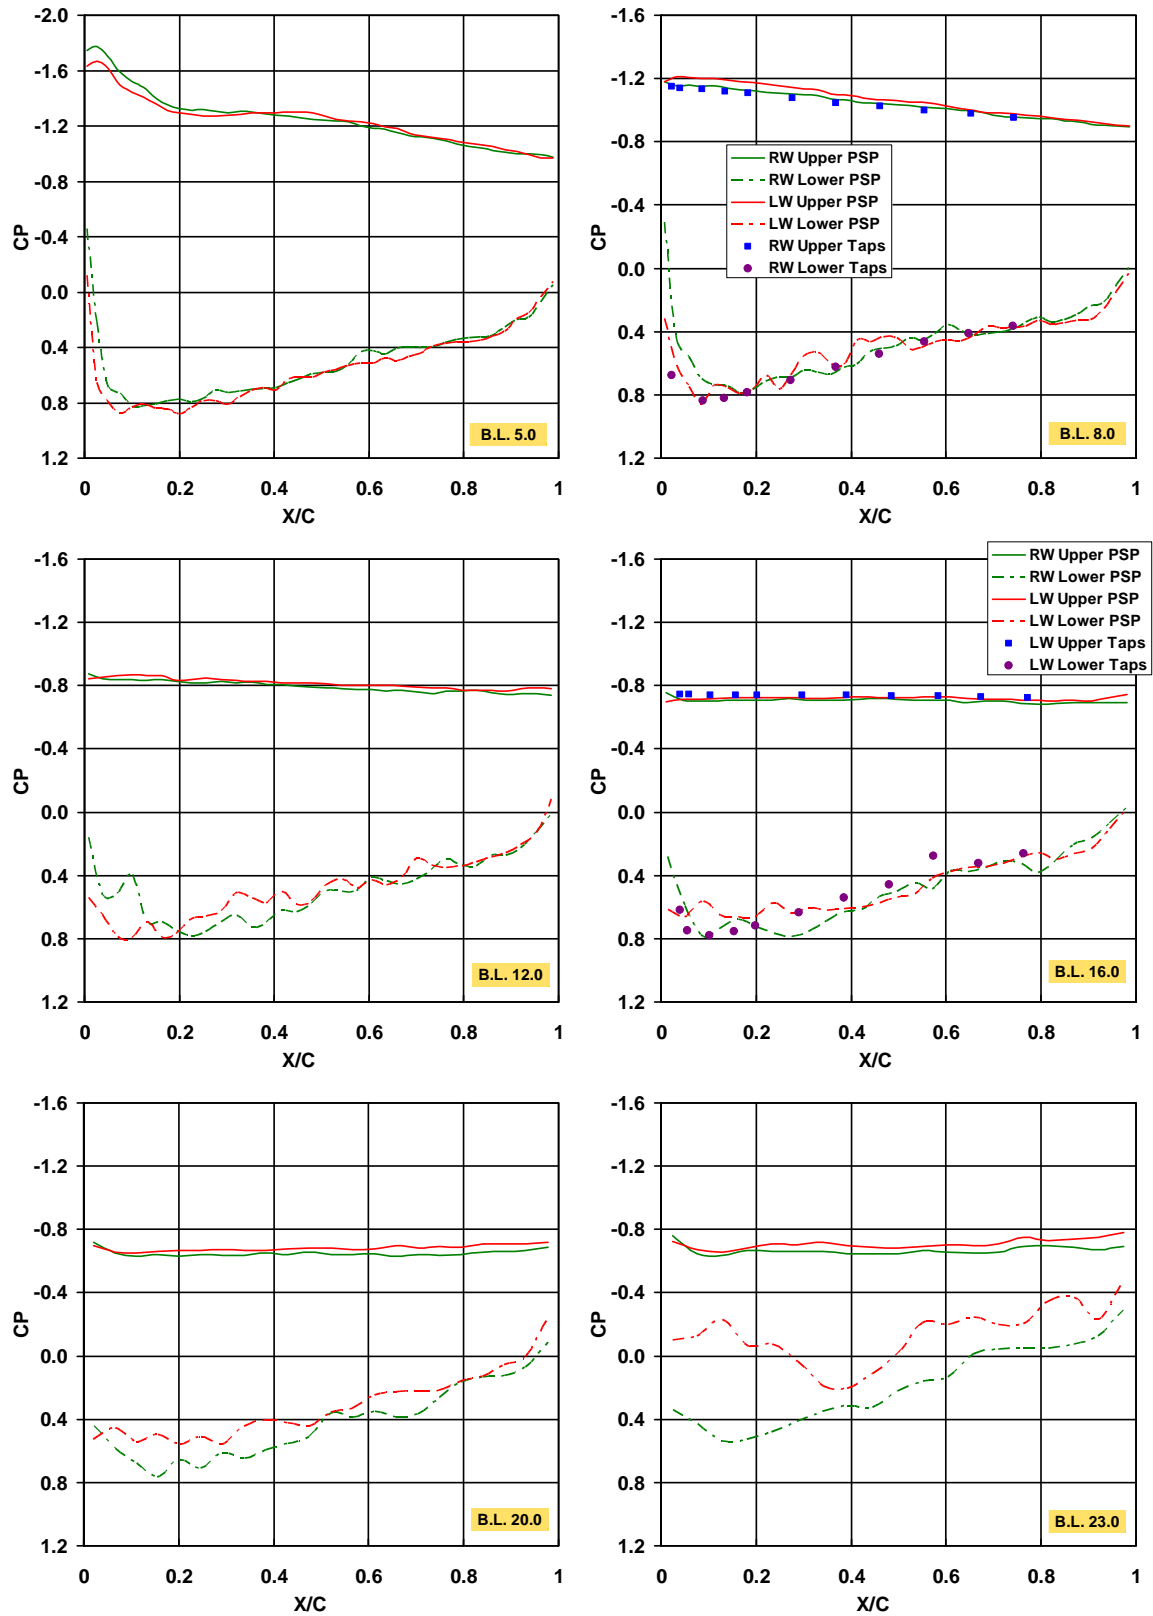 -2.0
-1.6
-1.2
-0.8
-0.4
0.0
0.4
0.8
1.2
CP
0 0.2 0.4 0.6 0.8 1
X/C
B.L. 5.0
-1.6
-1.2
-0.8
-0.4
0.0
0.4
0.8
1.2
CP
RW Upper PSP
RW Lower PSP
LW Upper PSP
LW Lower PSP
RW Upper Taps
RW Lower Taps
0 0.2 0.4 0.6 0.8 1
X/C
B.L. 8.0
-1.6
-1.2
-0.8
-0.4
0.0
0.4
0.8
1.2
CP
0 0.2 0.4 0.6 0.8 1
X/C
B.L. 12.0
-1.6
-1.2
-0.8
-0.4
0.0
0.4
0.8
1.2
CP
RW Upper PSP
RW Lower PSP
LW Upper PSP
LW Lower PSP
LW Upper Taps
LW Lower Taps
0 0.2 0.4 0.6 0.8 1
X/C
B.L. 16.0
-1.6
-1.2
-0.8
-0.4
0.0
0.4
0.8
1.2
CP
0 0.2 0.4 0.6 0.8 1
X/C
B.L. 20.0
-1.6
-1.2
-0.8
-0.4
0.0
0.4
0.8
1.2
CP
0 0.2 0.4 0.6 0.8 1
X/C
B.L. 23.0